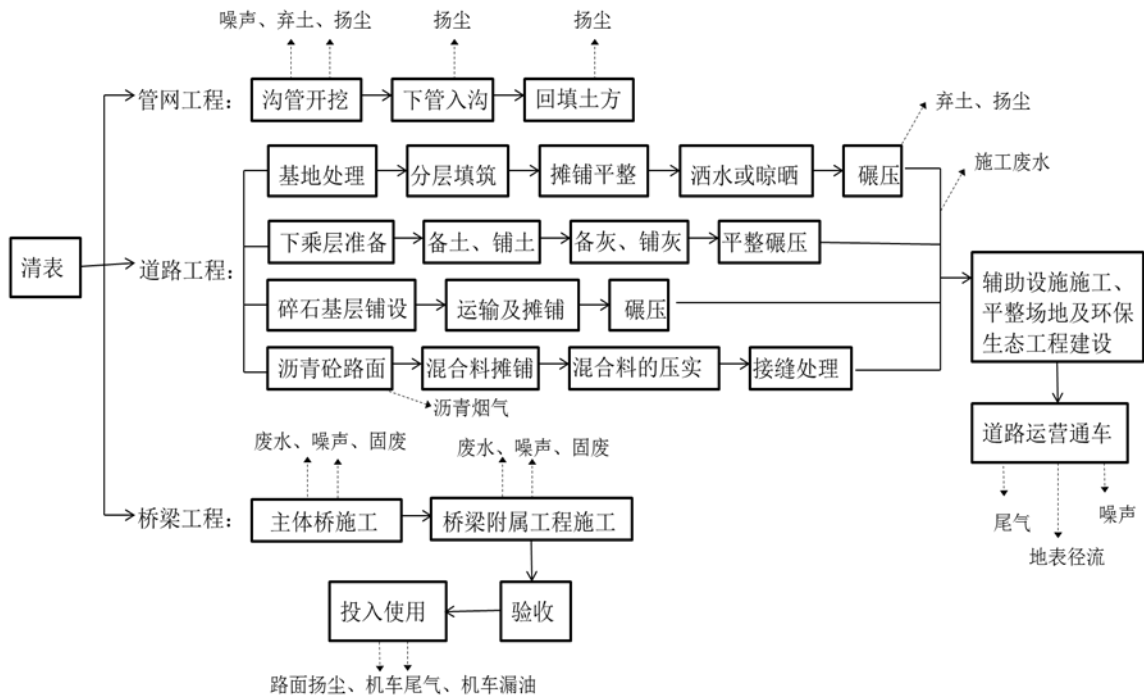 噪声、弃土、扬尘
扬尘
扬尘
管网工程：
沟管开挖
下管入沟
回填土方
弃土、扬尘
基地处理
分层填筑
摊铺平整
洒水或晾晒
碾压
施工废水
下乘层准备
备土、铺土
备灰、铺灰
平整碾压
清表
道路工程：
辅助设施施工、
平整场地及环保
生态工程建设
碎石基层铺设
运输及摊铺
碾压
沥青砼路面
混合料摊铺
混合料的压实
接缝处理
沥青烟气
道路运营通车
废水、噪声、固废
废水、噪声、固废
桥梁工程：
主体桥施工
桥梁附属工程施工
尾气
噪声
地表径流
投入使用
验收
路面扬尘、机车尾气、机车漏油